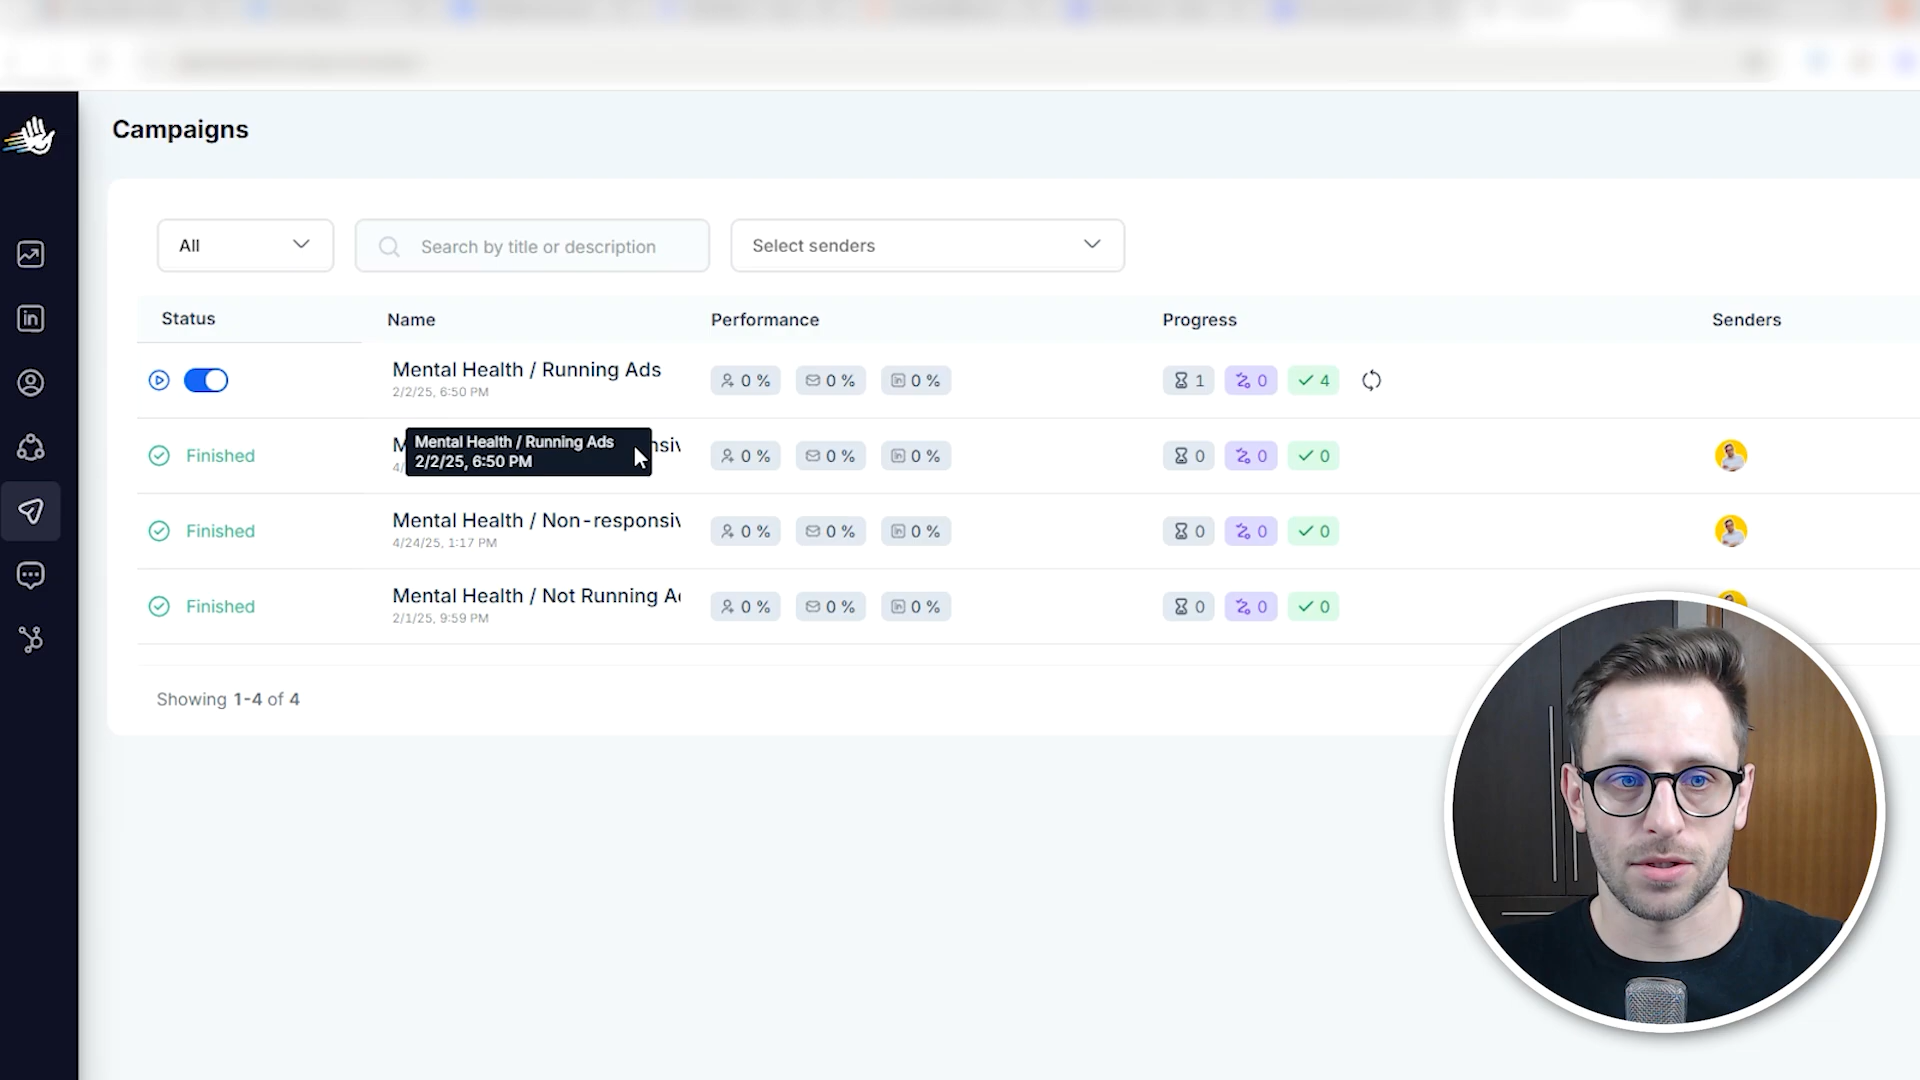 Campaigns
All
Search by title or description
Select senders
Status Name Performance Progress Senders
Mental Health / Running Ads
2/2/25, 6:50 PM
0 % 0 % 0 % 1 0 4
Mental Health / Running Ads
2/2/25, 6:50 PM
Finished 0 % 0 % 0 % 0 0 0
Finished
Mental Health / Non-responsiv
4/24/25, 1:17 PM
0 % 0 % 0 % 0 0 0
Finished
Mental Health / Not Running A
2/1/25, 9:59 PM
0 % 0 % 0 % 0 0 0
Showing 1-4 of 4